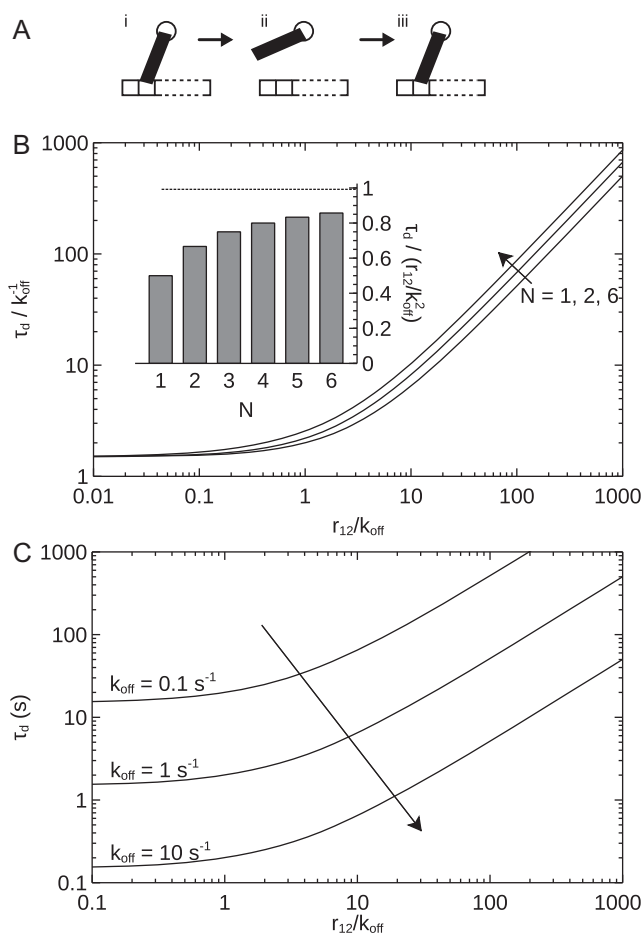 A
i
ii
iii
B
1000
100
10
1
τd / k-1off
0.01
0.1
1
10
100
1000
r12/koff
N = 1, 2, 6
1
0.8
0.6
0.4
0.2
0
τd / (r12/k2off)
1 2 3 4 5 6
N
C
1000
100
10
1
0.1
τd (s)
koff = 0.1 s-1
koff = 1 s-1
koff = 10 s-1
0.1
1
10
100
1000
r12/koff